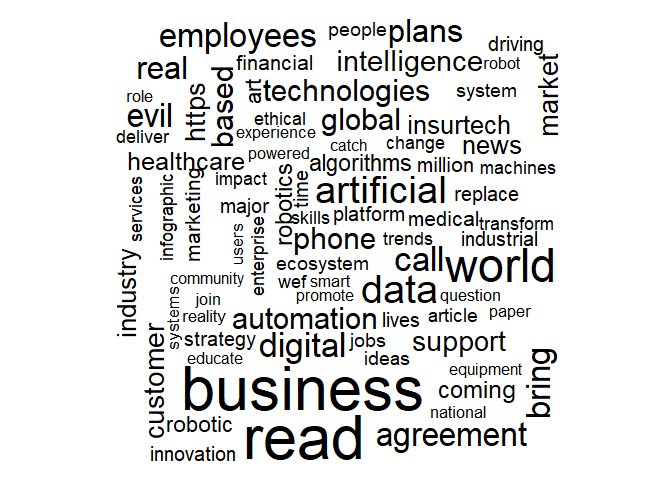 employees people plans driving
real financial intelligence robot
role https based art technologies system market
evil ethical global insurtech
deliver experience catch change news
healthcare powered algorithms million machines
services infographic marketing impact robotics time artificial replace
major skills platform medical transform
users enterprise phone trends industrial
industry ecosystem call world
community wef smart data question
systems join promote
reality automation lives article paper
customer strategy digital jobs support
educate ideas equipment
business coming bring
robotic read national
innovation agreement